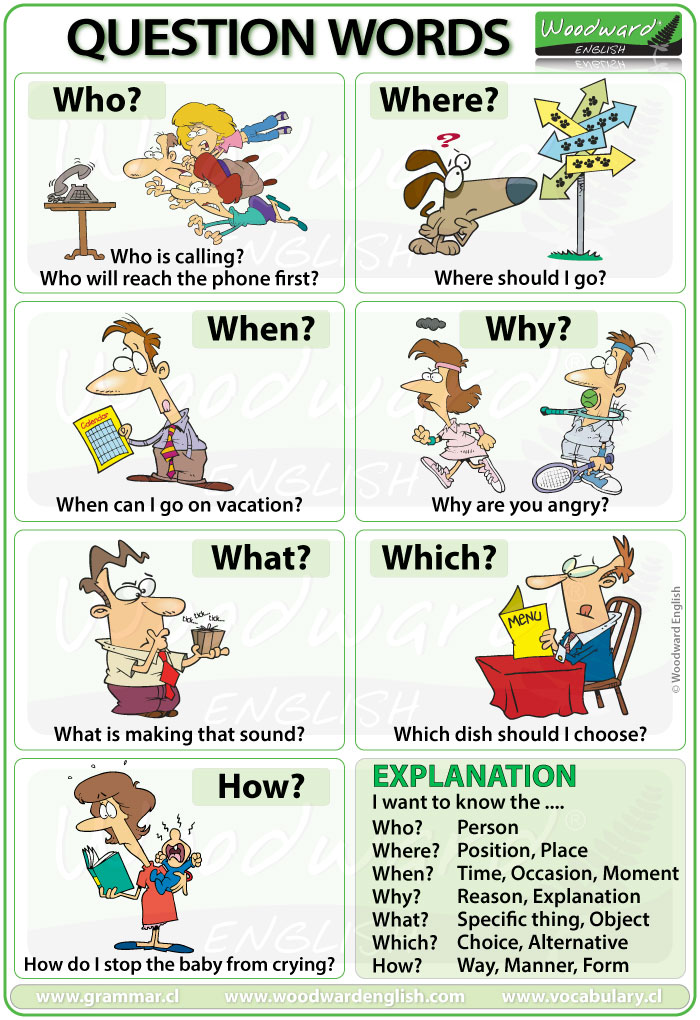 QUESTION WORDS
Woodward®
ENGLISH
Who?
Who is calling?
Who will reach the phone first?
Where?
?
Where should I go?
When?
Calendar
When can I go on vacation?
Why?
Why are you angry?
What?
tick...
tick...
tick...
What is making that sound?
Which?
MENU
Which dish should I choose?
© Woodward English
How?
How do I stop the baby from crying?
EXPLANATION
I want to know the ....
Who? Person
Where? Position, Place
When? Time, Occasion, Moment
Why? Reason, Explanation
What? Specific thing, Object
Which? Choice, Alternative
How? Way, Manner, Form
www.grammar.cl www.woodwardenglish.com www.vocabulary.cl